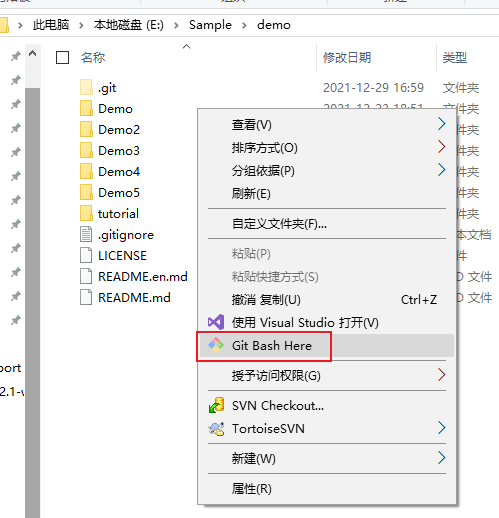 此电脑 > 本地磁盘 (E:) > Sample > demo
名称 修改日期 类型
.git 2021-12-29 16:59 文件夹
Demo 文件夹
Demo2 文件夹
Demo3 文件夹
Demo4 文件夹
Demo5 文件夹
tutorial 文件夹
.gitignore 本文档
LICENSE
README.en.md D 文件
README.md D 文件
查看(V)
排序方式(O)
分组依据(P)
刷新(E)
自定义文件夹(F)...
粘贴(P)
粘贴快捷方式(S)
撤消 复制(U) Ctrl+Z
使用 Visual Studio 打开(V)
Git Bash Here
授予访问权限(G)
SVN Checkout...
TortoiseSVN
新建(W)
属性(R)
port
2.1-v